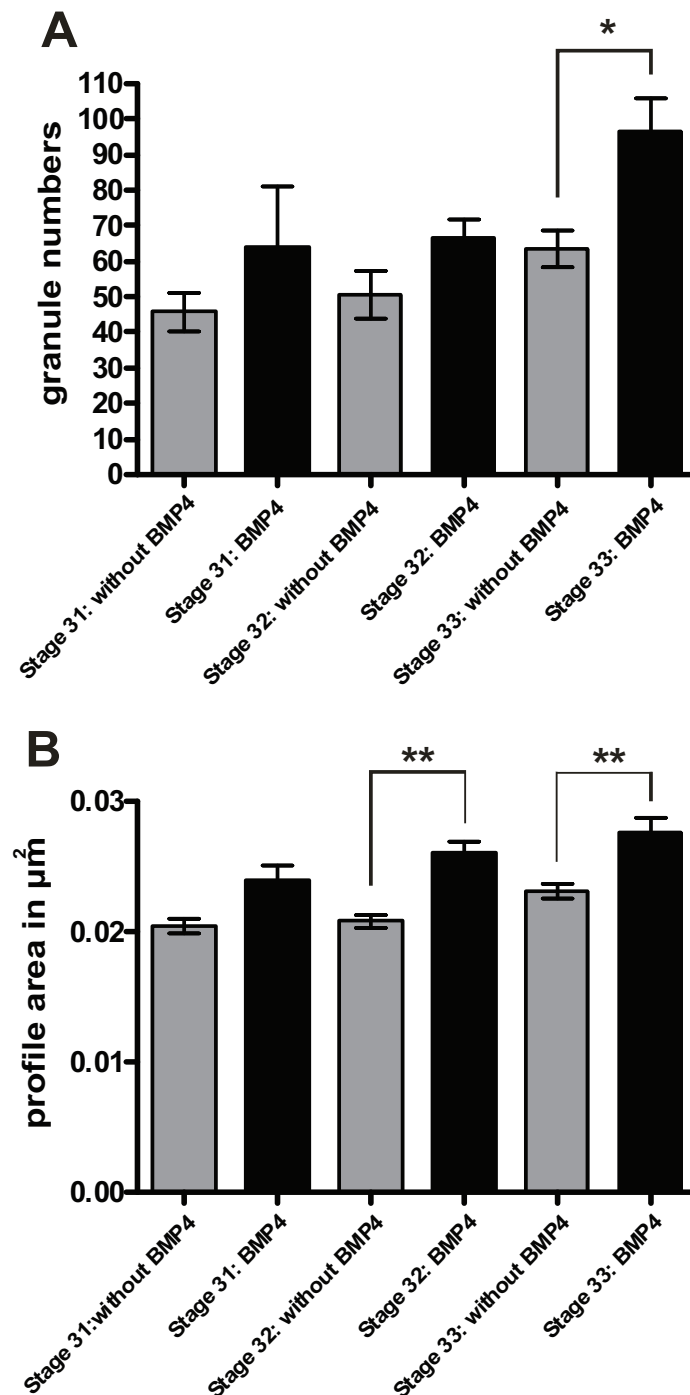 A
*
110
100
90
80
70
60
50
40
30
20
10
0
granule numbers
Stage 31: without BMP4
Stage 31: BMP4
Stage 32: without BMP4
Stage 32: BMP4
Stage 33: without BMP4
Stage 33: BMP4
B
**
**
0.03
0.02
0.01
0.00
profile area in µm²
Stage 31:without BMP4
Stage 31: BMP4
Stage 32: without BMP4
Stage 32: BMP4
Stage 33: without BMP4
Stage 33: BMP4